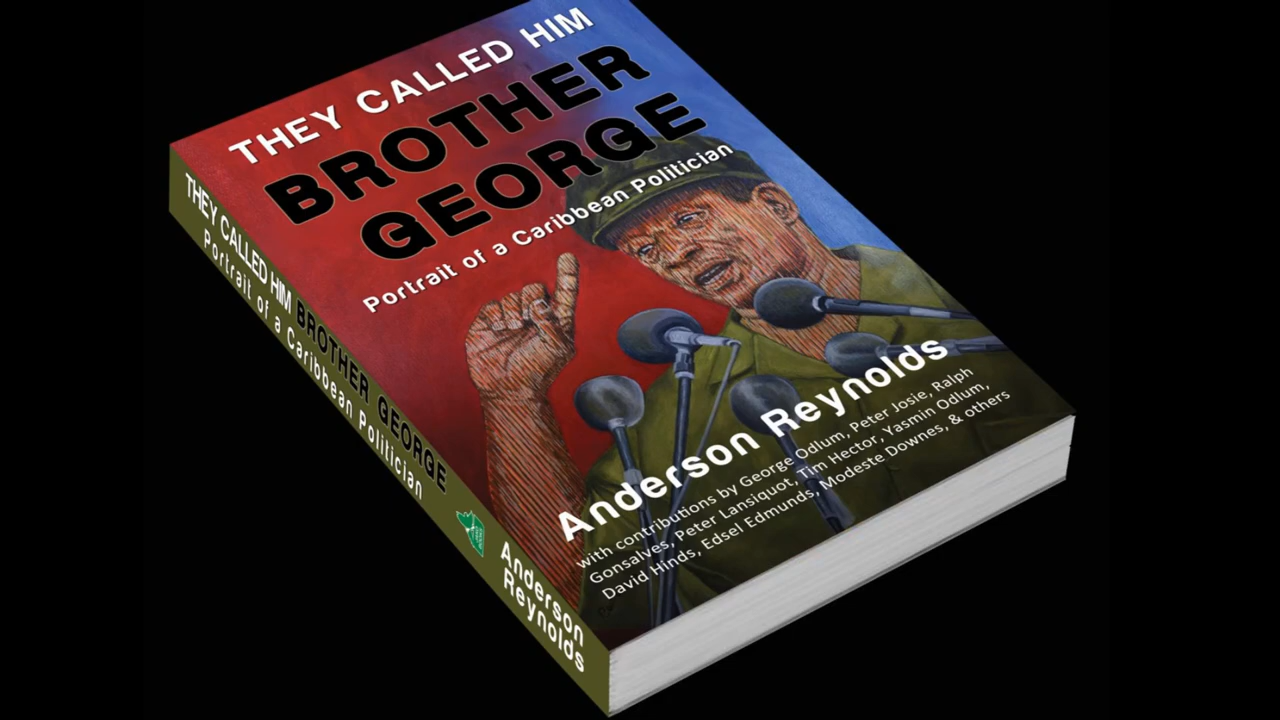 THEY CALLED HIM
BROTHER
GEORGE
Portrait of a Caribbean Politician
Anderson Reynolds
with contributions by George Odlum, Peter Josie, Ralph
Gonsalves, Peter Lansiquot, Tim Hector, Yasmin Odlum,
David Hinds, Edsel Edmunds, Modeste Downes, & others
THEY CALLED HIM BROTHER GEORGE
Portrait of a Caribbean Politician
Anderson
Reynolds